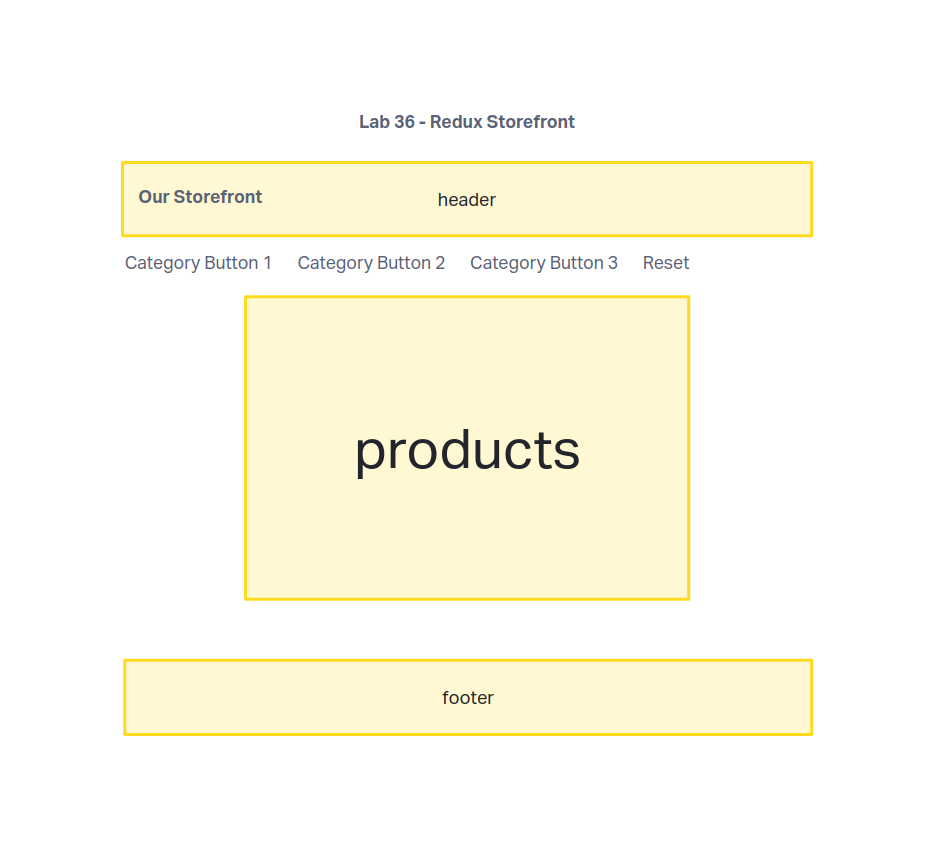 Lab 36 - Redux Storefront
Our Storefront
header
Category Button 1 Category Button 2 Category Button 3 Reset
products
footer